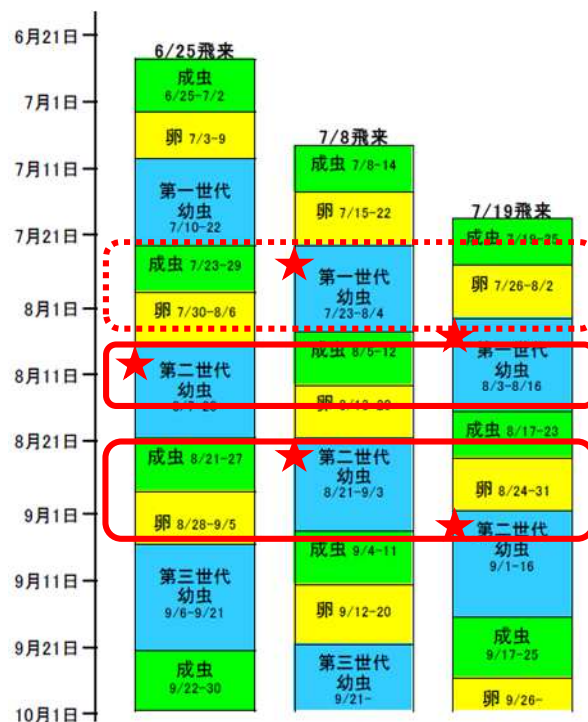 6月21日
7月1日
7月11日
7月21日
8月1日
8月11日
8月21日
9月1日
9月11日
9月21日
10月1日
6/25飛来
成虫
6/25-7/2
卵 7/3-9
第一世代
幼虫
7/10-22
成虫 7/23-29
卵 7/30-8/6
第二世代
幼虫
成虫 8/21-27
卵 8/28-9/5
第三世代
幼虫
9/6-9/21
成虫
9/22-30
7/8飛来
成虫 7/8-14
卵 7/15-22
第一世代
幼虫
7/23-8/4
成虫 8/5-12
卵
第二世代
幼虫
8/21-9/3
成虫 9/4-11
卵 9/12-20
第三世代
幼虫
9/21-
7/19飛来
成虫 7/19-25
卵 7/26-8/2
第一世代
幼虫
8/3-8/16
成虫 8/17-23
卵 8/24-31
第二世代
幼虫
9/1-16
成虫
9/17-25
卵 9/26-